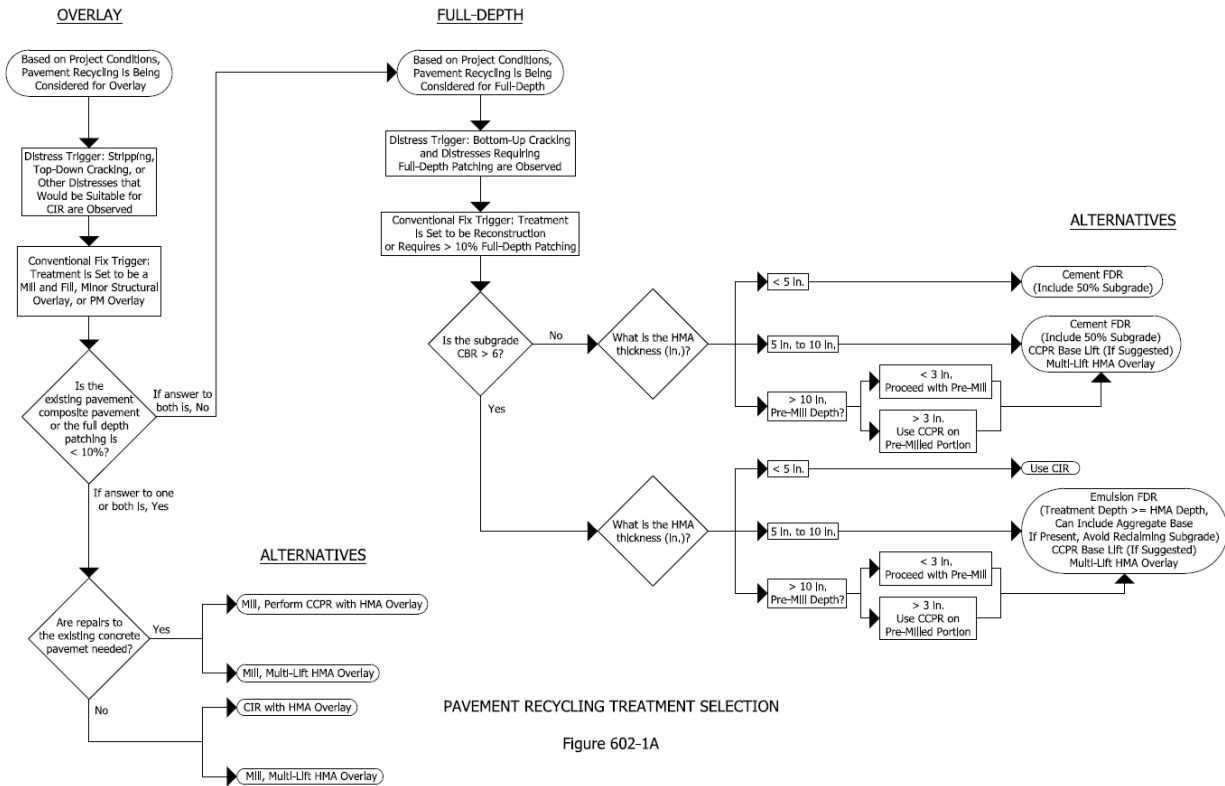 OVERLAY
Based on Project Conditions,
Pavement Recycling is Being
Considered for Overlay
Distress Trigger: Stripping,
Top-Down Cracking, or
Other Distresses that
Would be Suitable for
CIR are Observed
Conventional Fix Trigger:
Treatment is Set to be a
Mill and Fill, Minor Structural
Overlay, or PM Overlay
Is the
existing pavement
composite pavement
or the full depth
patching is
< 10%?
If answer to
both is, No
If answer to one
or both is, Yes
Are repairs to
the existing concrete
pavemet needed?
Yes
No
ALTERNATIVES
Mill, Perform CCPR with HMA Overlay
Mill, Multi-Lift HMA Overlay
CIR with HMA Overlay
Mill, Multi-Lift HMA Overlay
FULL-DEPTH
Based on Project Conditions,
Pavement Recycling is Being
Considered for Full-Depth
Distress Trigger: Bottom-Up Cracking
and Distresses Requiring
Full-Depth Patching are Observed
Conventional Fix Trigger: Treatment
is Set to be Reconstruction
or Requires > 10% Full-Depth Patching
Is the subgrade
CBR > 6?
No
Yes
What is the HMA
thickness (in.)?
< 5 in.
5 in. to 10 in.
> 10 in.
Pre-Mill Depth?
< 3 in.
Proceed with Pre-Mill
> 3 in.
Use CCPR on
Pre-Milled Portion
ALTERNATIVES
Cement FDR
(Include 50% Subgrade)
Cement FDR
(Include 50% Subgrade)
CCPR Base Lift (If Suggested)
Multi-Lift HMA Overlay
What is the HMA
thickness (in.)?
< 5 in.
5 in. to 10 in.
> 10 in.
Pre-Mill Depth?
< 3 in.
Proceed with Pre-Mill
> 3 in.
Use CCPR on
Pre-Milled Portion
Use CIR
Emulsion FDR
(Treatment Depth >= HMA Depth,
Can Include Aggregate Base
If Present, Avoid Reclaiming Subgrade)
CCPR Base Lift (If Suggested)
Multi-Lift HMA Overlay
PAVEMENT RECYCLING TREATMENT SELECTION
Figure 602-1A